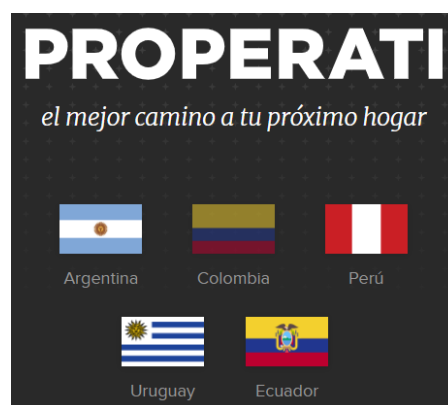 PROPERATI
el mejor camino a tu próximo hogar
Argentina Colombia Perú
Uruguay Ecuador